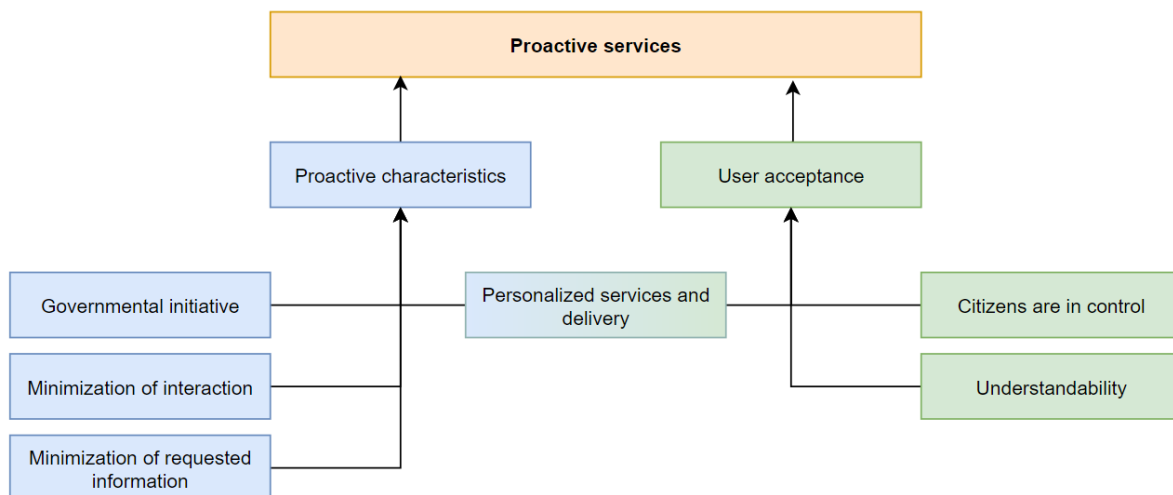 Proactive services
Proactive characteristics
User acceptance
Governmental initiative
Personalized services and
delivery
Citizens are in control
Minimization of interaction
Understandability
Minimization of requested
information